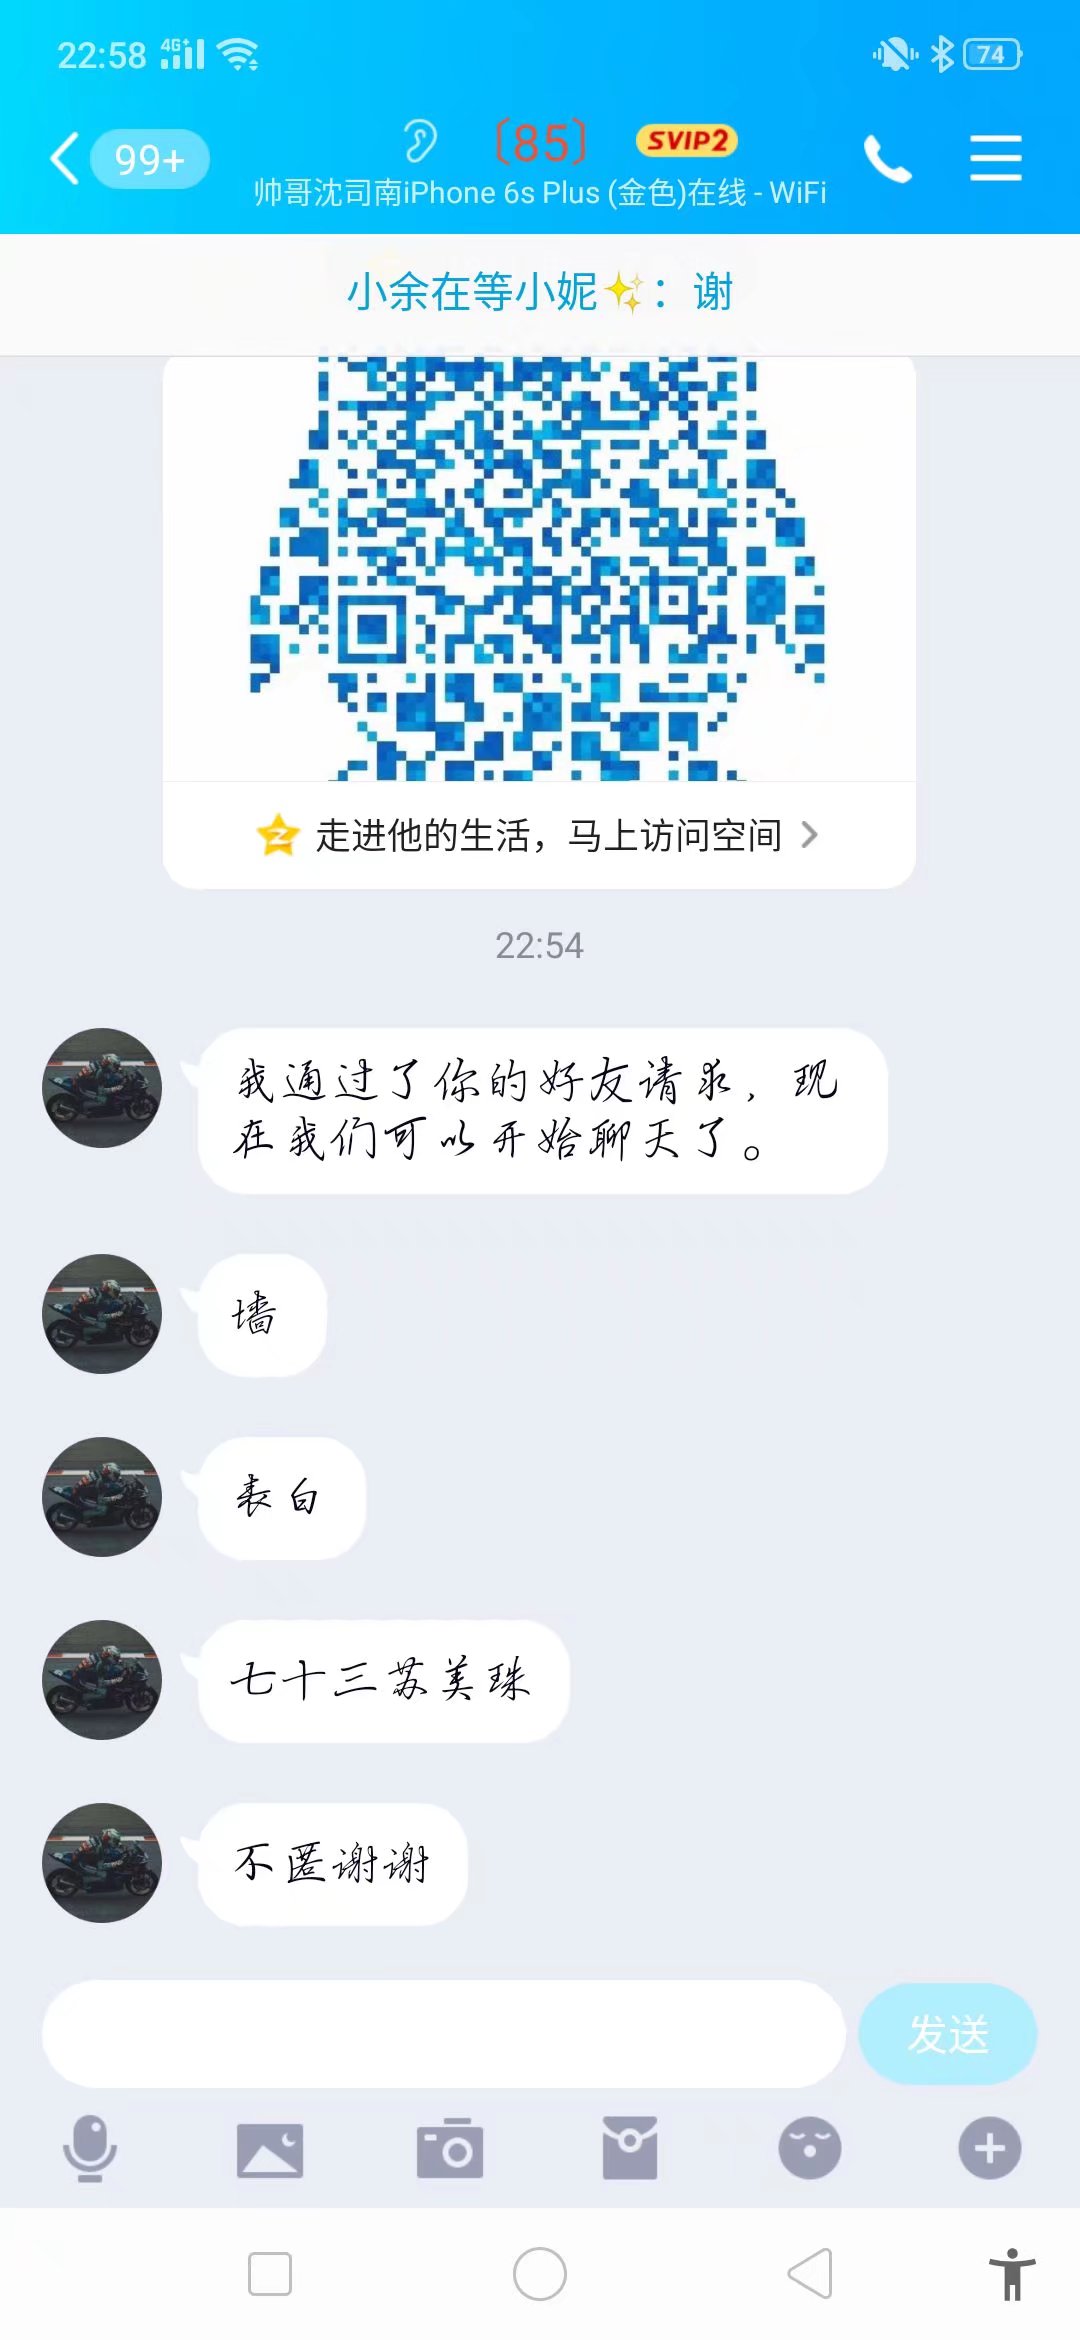 22:58 4G+ 74
99+ 〔85〕 SVIP2
帅哥沈司南iPhone 6s Plus (金色)在线 - WiFi
小余在等小妮✨：谢
走进他的生活，马上访问空间
22:54
我通过了你的好友请求，现
在我们可以开始聊天了。
墙
表白
七十三苏美珠
不匿谢谢
发送